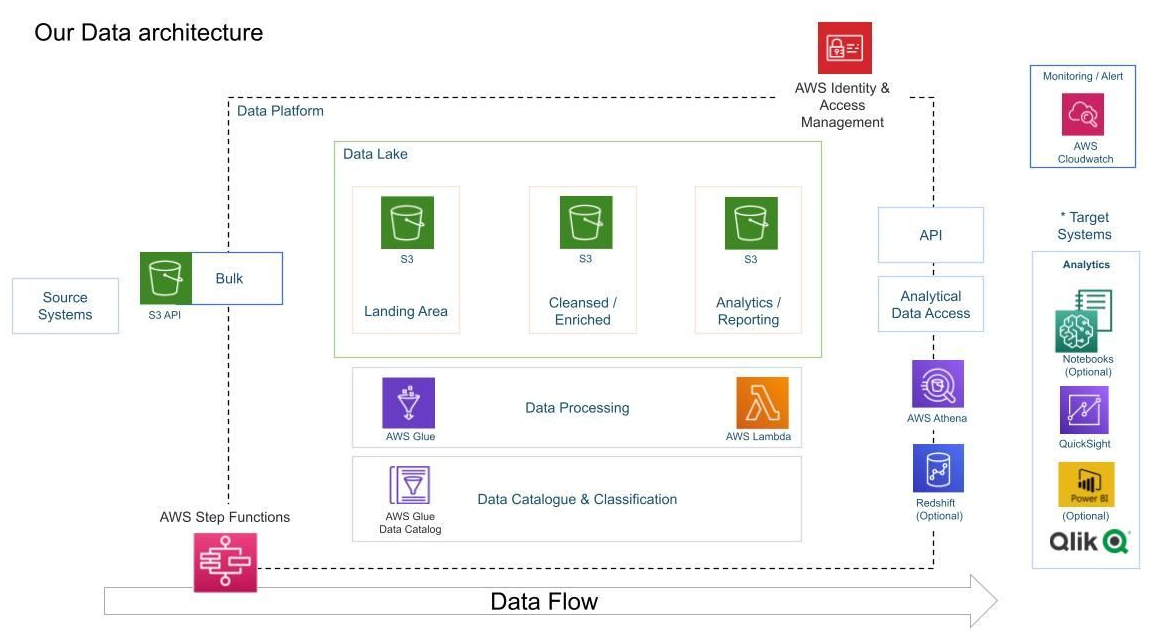 Our Data architecture
AWS Identity &
Access
Management
Monitoring / Alert
AWS
Cloudwatch
Data Platform
Data Lake
S3
Landing Area
S3
Cleansed /
Enriched
S3
Analytics /
Reporting
Source
Systems
S3 API
Bulk
API
Analytical
Data Access
* Target
Systems
Analytics
Notebooks
(Optional)
QuickSight
Power BI
(Optional)
Qlik
AWS Glue
Data Processing
AWS Lambda
AWS Athena
AWS Glue
Data Catalog
Data Catalogue & Classification
Redshift
(Optional)
AWS Step Functions
Data Flow